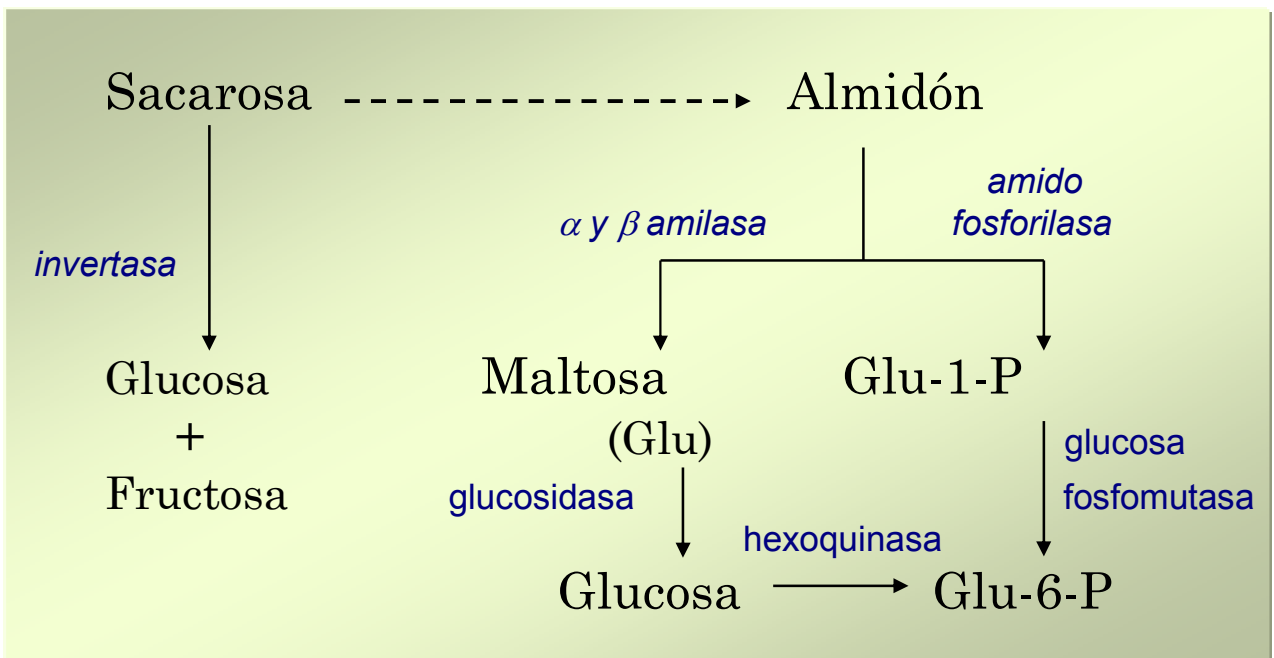 Sacarosa
Almidón
amido
fosforilasa
α y β amilasa
invertasa
Glucosa
+
Fructosa
Maltosa
(Glu)
Glu-1-P
glucosa
fosfomutasa
glucosidasa
hexoquinasa
Glucosa
Glu-6-P